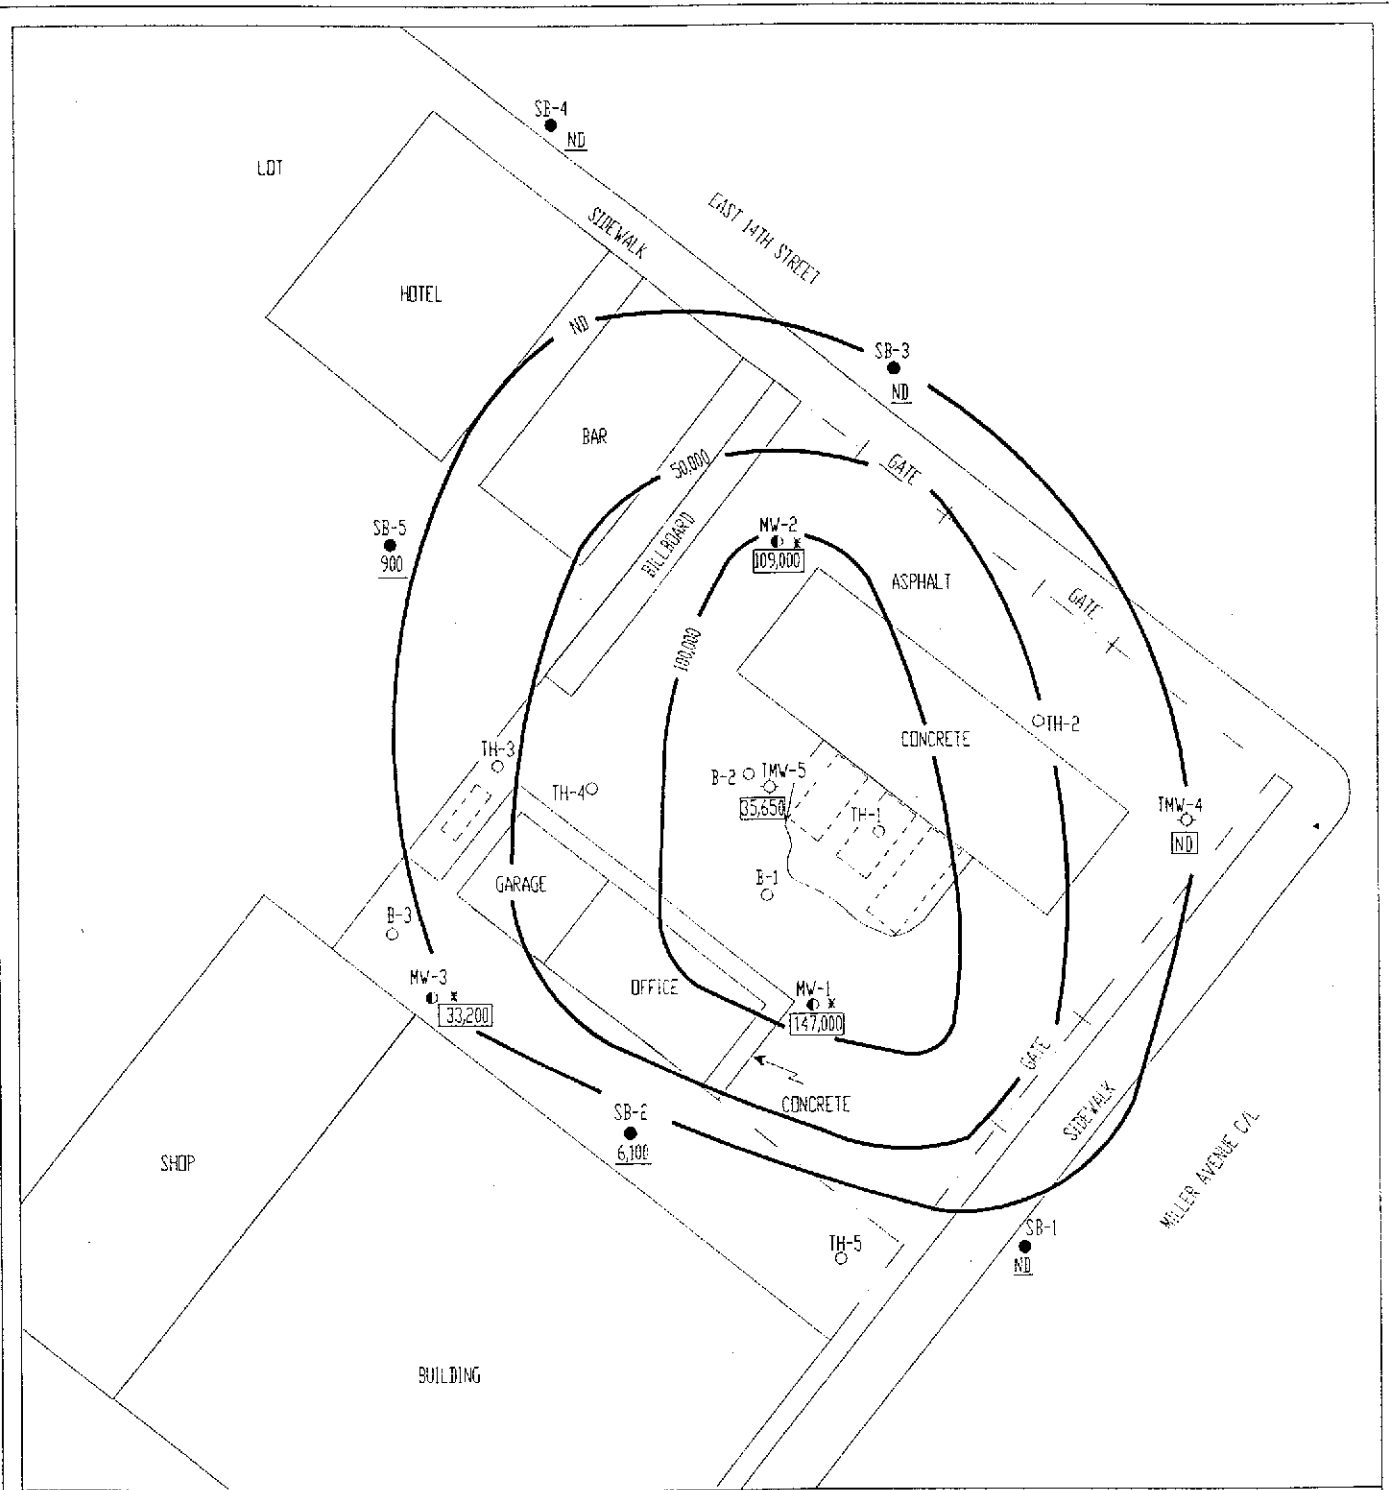 SB-4
ND
LOT
EAST 14TH STREET
SIDEWALK
HOTEL
ND
SB-3
ND
BAR
50,000
GATE
SB-5
900
MW-2
*
109,000
BILLBOARD
ASPHALT
GATE
100,000
TH-2
CONCRETE
TH-3
B-2
TMW-5
TH-4
35,650
TH-1
TMW-4
ND
GARAGE
B-1
B-3
MW-3
*
33,200
OFFICE
MW-1
*
147,000
GATE
CONCRETE
SB-2
6,100
SIDEWALK
MILLER AVENUE C/L
SHOP
TH-5
SB-1
ND
BUILDING